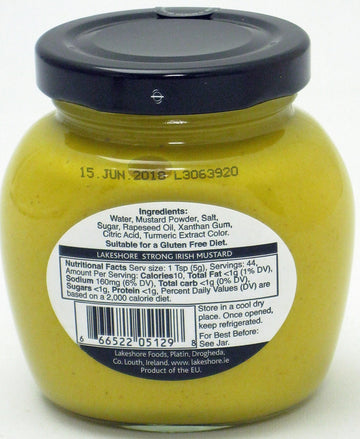 15 JUN 2018 L3063920
Ingredients:
Water, Mustard Powder, Salt,
Sugar, Rapeseed Oil, Xanthan Gum,
Citric Acid, Turmeric Extract Color.
Suitable for a Gluten Free Diet.
LAKESHORE STRONG IRISH MUSTARD
Nutritional Facts Serv size: 1 Tsp (5g), Servings: 44,
Amount Per Serving: Calories10, Total Fat <1g (1% DV),
Sodium 160mg (6% DV), Total carb <1g (0% DV),
Sugars <1g, Protein <1g, Percent Daily Values (DV) are
based on a 2,000 calorie diet.
Store in a cool dry
place. Once opened,
keep refrigerated.
For Best Before:
See Jar.
6 66522 05129 8
Lakeshore Foods, Platin, Drogheda,
Co. Louth, Ireland, www.lakeshore.ie
Product of the EU.